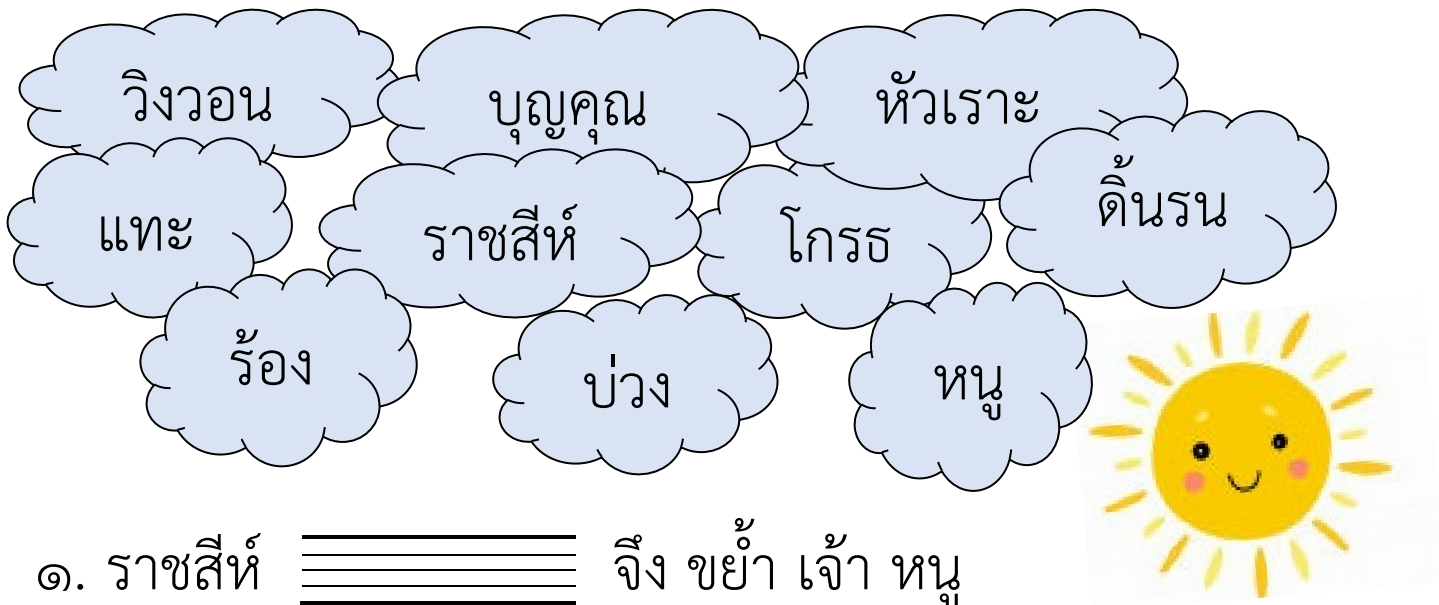 วิงวอน บุญคุณ หัวเราะ
แทะ ราชสีห์ โกรธ ดิ้นรน
ร้อง บ่วง หนู
๑. ราชสีห์ จึง ขย้ำ เจ้า หนู